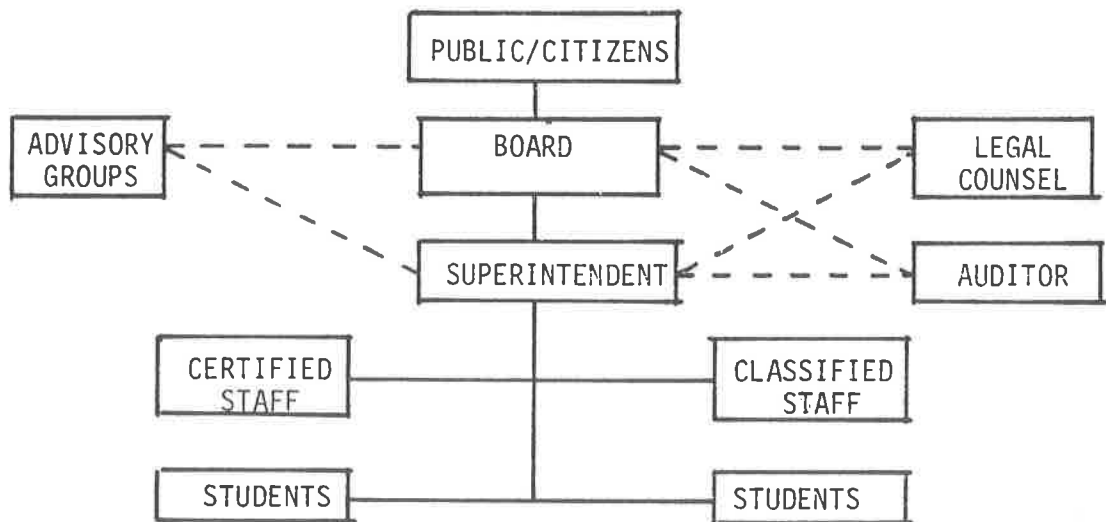 PUBLIC/CITIZENS
ADVISORY
GROUPS
BOARD
LEGAL
COUNSEL
SUPERINTENDENT
AUDITOR
CERTIFIED
STAFF
CLASSIFIED
STAFF
STUDENTS
STUDENTS